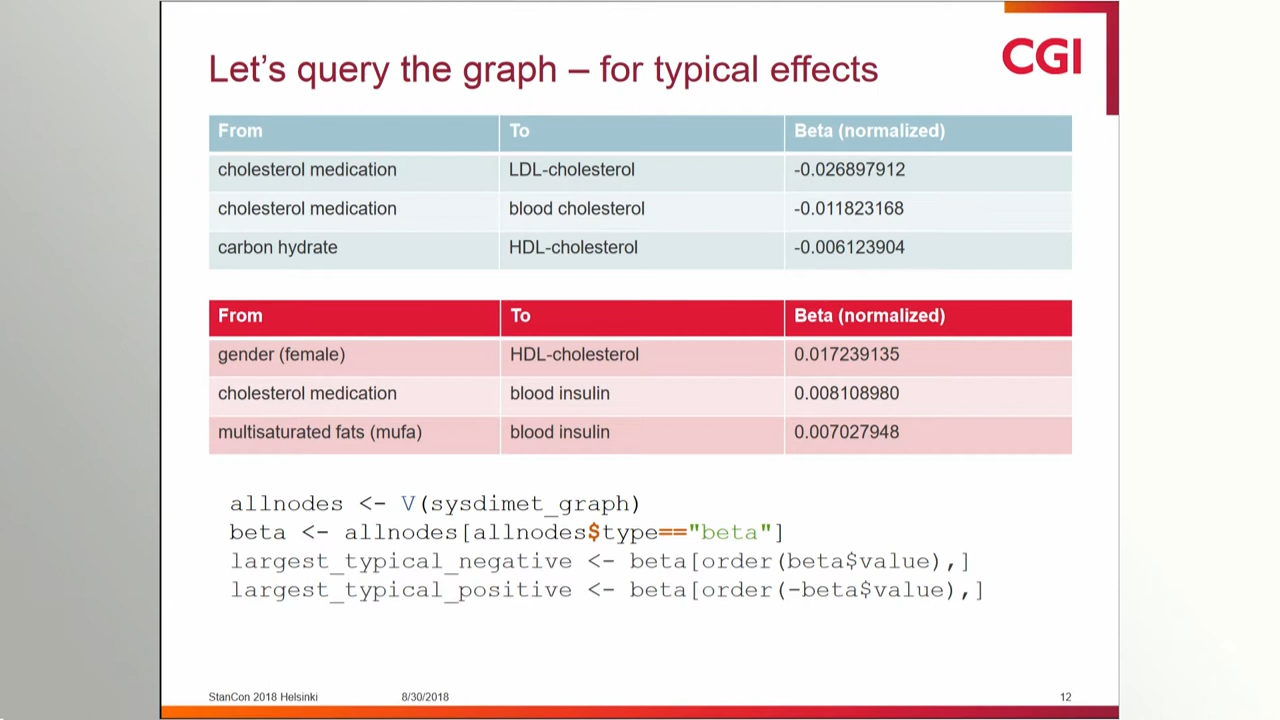 Let's query the graph – for typical effects
CGI
From To Beta (normalized)
cholesterol medication LDL-cholesterol -0.026897912
cholesterol medication blood cholesterol -0.011823168
carbon hydrate HDL-cholesterol -0.006123904
From To Beta (normalized)
gender (female) HDL-cholesterol 0.017239135
cholesterol medication blood insulin 0.008108980
multisaturated fats (mufa) blood insulin 0.007027948
allnodes <- V(sysdimet_graph)
beta <- allnodes[allnodes$type=="beta"]
largest_typical_negative <- beta[order(beta$value),]
largest_typical_positive <- beta[order(-beta$value),]
StanCon 2018 Helsinki 8/30/2018 12